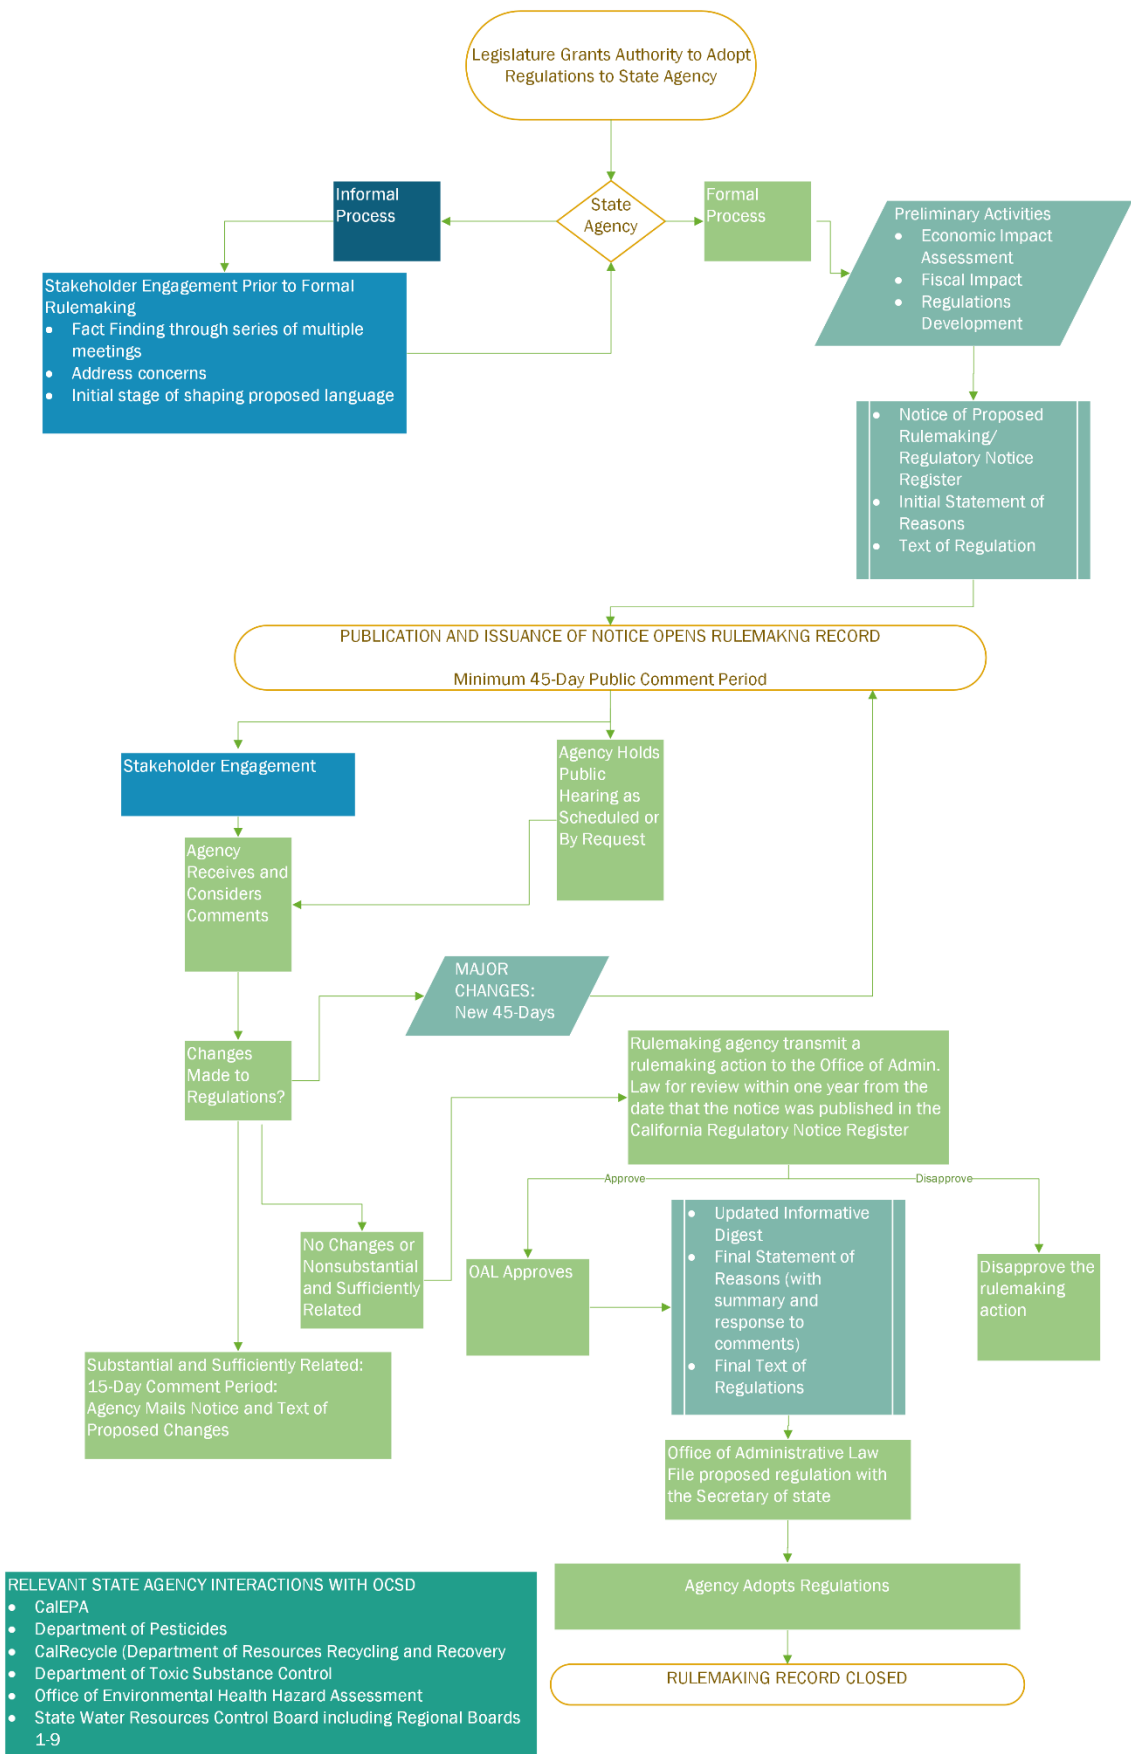 Legislature Grants Authority to Adopt
Regulations to State Agency
Informal
Process
State
Agency
Formal
Process
Preliminary Activities
• Economic Impact
Assessment
• Fiscal Impact
• Regulations
Development
Stakeholder Engagement Prior to Formal
Rulemaking
• Fact Finding through series of multiple
meetings
• Address concerns
• Initial stage of shaping proposed language
• Notice of Proposed
Rulemaking/
Regulatory Notice
Register
• Initial Statement of
Reasons
• Text of Regulation
PUBLICATION AND ISSUANCE OF NOTICE OPENS RULEMAKNG RECORD
Minimum 45-Day Public Comment Period
Stakeholder Engagement
Agency Holds
Public
Hearing as
Scheduled or
By Request
Agency
Receives and
Considers
Comments
MAJOR
CHANGES:
New 45-Days
Changes
Made to
Regulations?
Rulemaking agency transmit a
rulemaking action to the Office of Admin.
Law for review within one year from the
date that the notice was published in the
California Regulatory Notice Register
Approve
Disapprove
No Changes or
Nonsubstantial
and Sufficiently
Related
OAL Approves
• Updated Informative
Digest
• Final Statement of
Reasons (with
summary and
response to
comments)
• Final Text of
Regulations
Disapprove the
rulemaking
action
Substantial and Sufficiently Related:
15-Day Comment Period:
Agency Mails Notice and Text of
Proposed Changes
Office of Administrative Law
File proposed regulation with
the Secretary of state
Agency Adopts Regulations
RULEMAKING RECORD CLOSED
RELEVANT STATE AGENCY INTERACTIONS WITH OCSD
• CalEPA
• Department of Pesticides
• CalRecycle (Department of Resources Recycling and Recovery
• Department of Toxic Substance Control
• Office of Environmental Health Hazard Assessment
• State Water Resources Control Board including Regional Boards
1-9